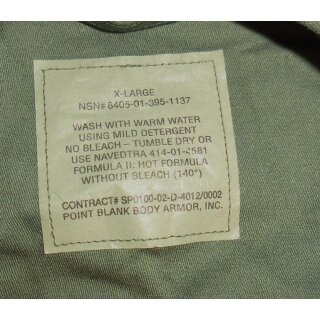 X-LARGE
NSN# 8405-01-395-1137
WASH WITH WARM WATER
USING MILD DETERGENT
NO BLEACH – TUMBLE DRY OR
USE NAVEDTRA 414-01-4581
FORMULA II: HOT FORMULA
WITHOUT BLEACH (140°)
CONTRACT# SP0100-02-D-4012/0002
POINT BLANK BODY ARMOR, INC.